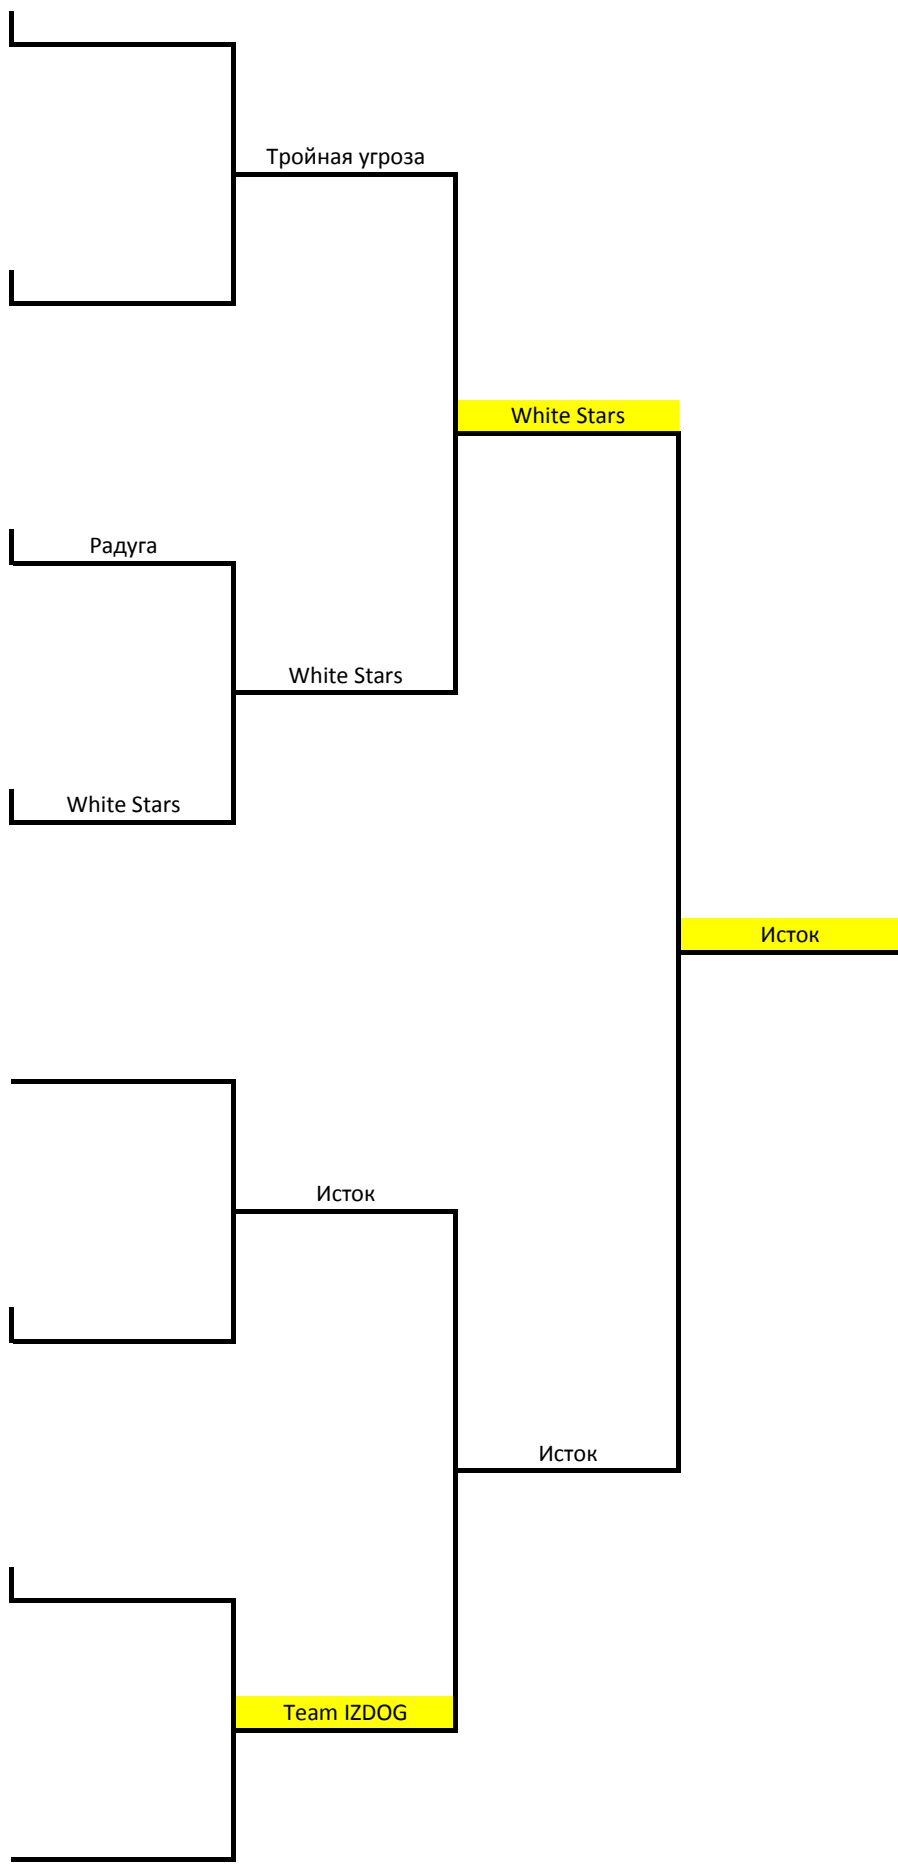 Тройная угроза
White Stars
Радуга
White Stars
White Stars
Исток
Исток
Исток
Team IZDOG